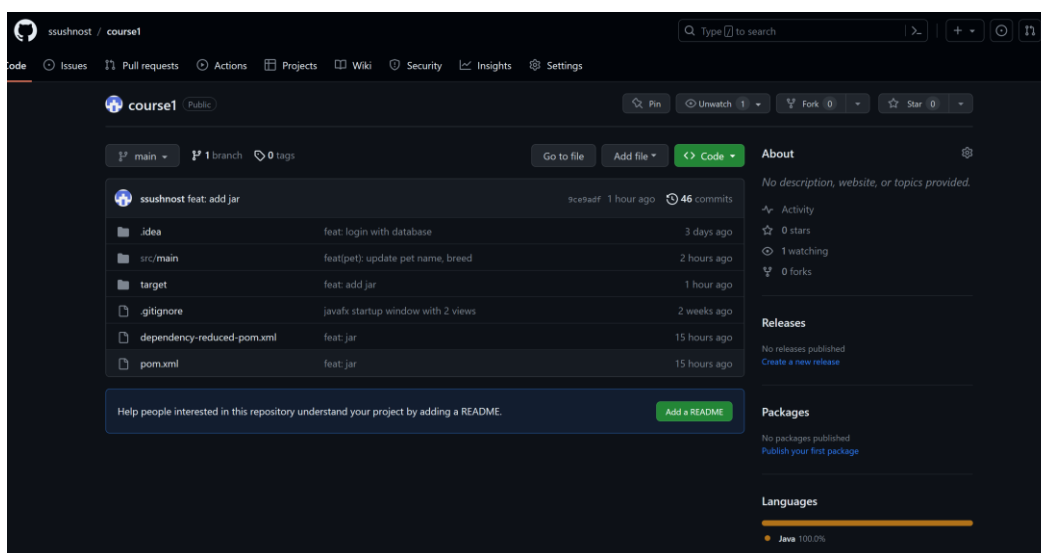 ssushnost / course1
Type / to search
Code Issues Pull requests Actions Projects Wiki Security Insights Settings
course1 Public
Pin Unwatch 1 Fork 0 Star 0
main 1 branch 0 tags Go to file Add file Code
ssushnost feat: add jar 9ce9adf 1 hour ago 46 commits
.idea feat: login with database 3 days ago
src/main feat(pet): update pet name, breed 2 hours ago
target feat: add jar 1 hour ago
.gitignore javafx startup window with 2 views 2 weeks ago
dependency-reduced-pom.xml feat: jar 15 hours ago
pom.xml feat: jar 15 hours ago
Help people interested in this repository understand your project by adding a README. Add a README
About
No description, website, or topics provided.
Activity
0 stars
1 watching
0 forks
Releases
No releases published
Create a new release
Packages
No packages published
Publish your first package
Languages
Java 100.0%